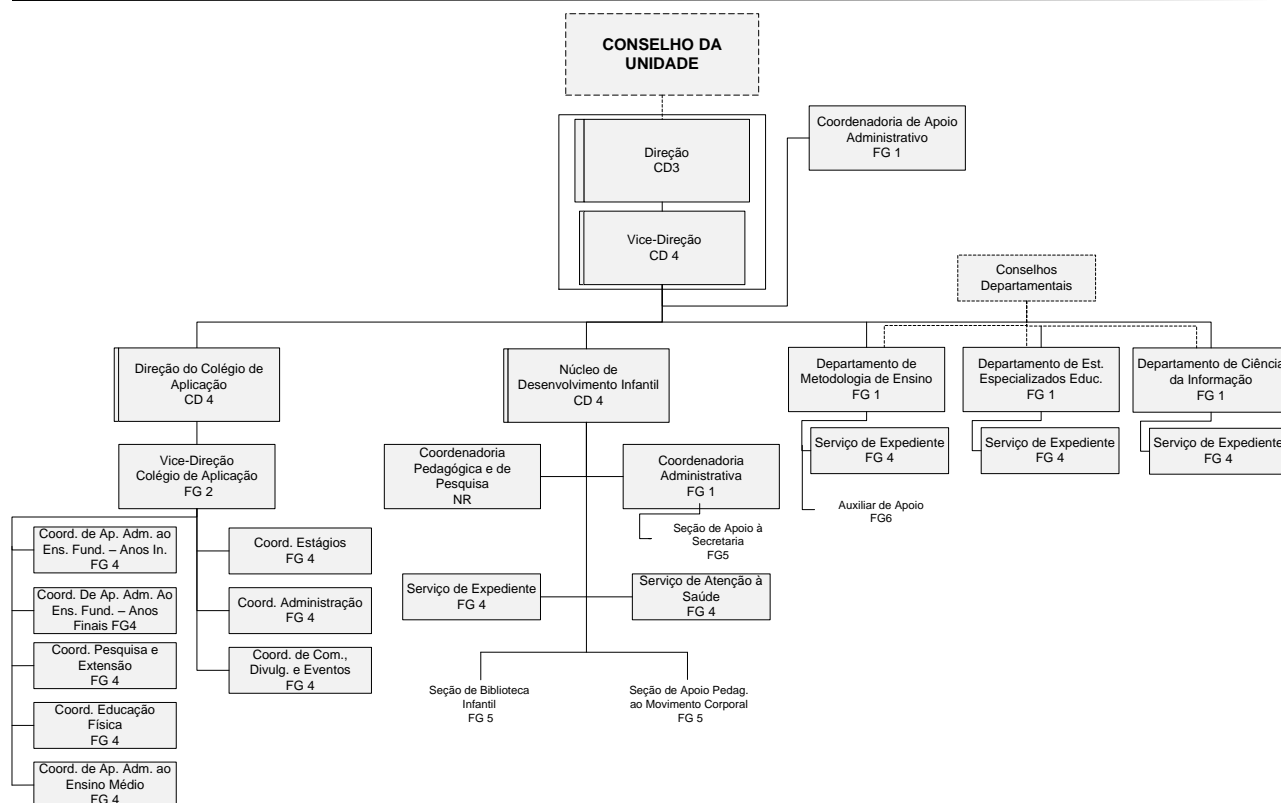 CONSELHO DA
UNIDADE
Coordenadoria de Apoio
Administrativo
FG 1
Direção
CD3
Vice-Direção
CD 4
Conselhos
Departamentais
Direção do Colégio de
Aplicação
CD 4
Núcleo de
Desenvolvimento Infantil
CD 4
Departamento de
Metodologia de Ensino
FG 1
Departamento de Est.
Especializados Educ.
FG 1
Departamento de Ciência
da Informação
FG 1
Serviço de Expediente
FG 4
Serviço de Expediente
FG 4
Serviço de Expediente
FG 4
Auxiliar de Apoio
FG6
Vice-Direção
Colégio de Aplicação
FG 2
Coordenadoria
Pedagógica e de
Pesquisa
NR
Coordenadoria
Administrativa
FG 1
Seção de Apoio à
Secretaria
FG5
Coord. de Ap. Adm. ao
Ens. Fund. – Anos In.
FG 4
Coord. Estágios
FG 4
Coord. De Ap. Adm. Ao
Ens. Fund. – Anos
Finais FG4
Coord. Administração
FG 4
Coord. Pesquisa e
Extensão
FG 4
Coord. de Com.,
Divulg. e Eventos
FG 4
Coord. Educação
Física
FG 4
Coord. de Ap. Adm. ao
Ensino Médio
FG 4
Serviço de Expediente
FG 4
Serviço de Atenção à
Saúde
FG 4
Seção de Biblioteca
Infantil
FG 5
Seção de Apoio Pedag.
ao Movimento Corporal
FG 5